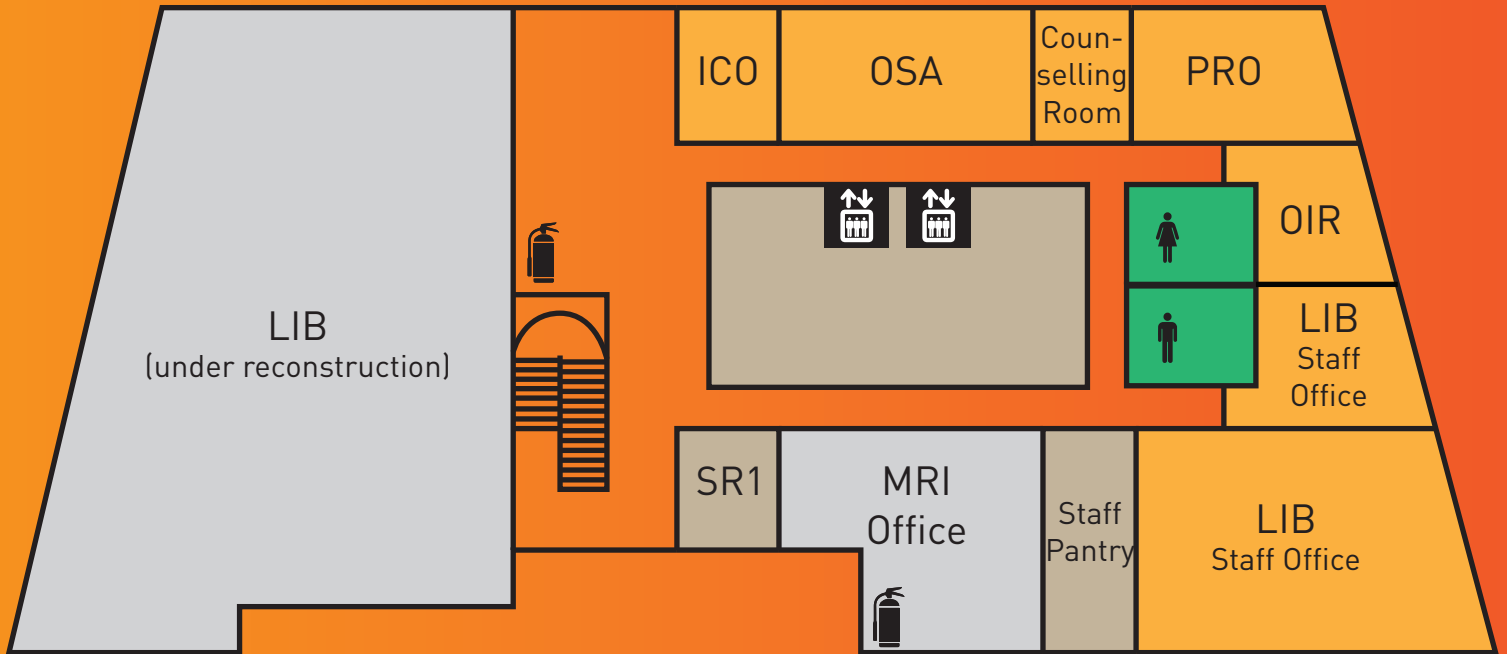 ICO
OSA
Coun-
selling
Room
PRO
OIR
LIB
(under reconstruction)
LIB
Staff
Office
SR1
MRI
Office
Staff
Pantry
LIB
Staff Office